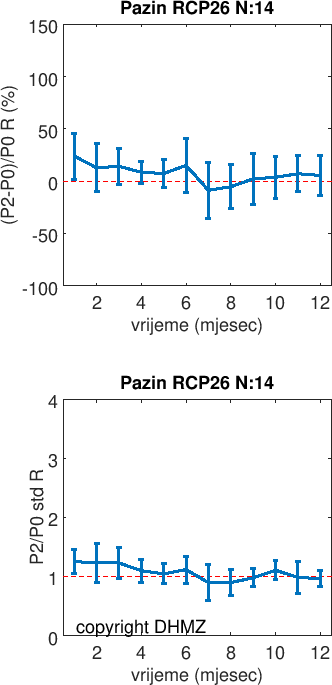 Pazin RCP26 N:14
150
100
50
0
-50
-100
(P2-P0)/P0 R (%)
2 4 6 8 10 12
vrijeme (mjesec)
Pazin RCP26 N:14
4
3
2
1
0
P2/P0 std R
copyright DHMZ
2 4 6 8 10 12
vrijeme (mjesec)